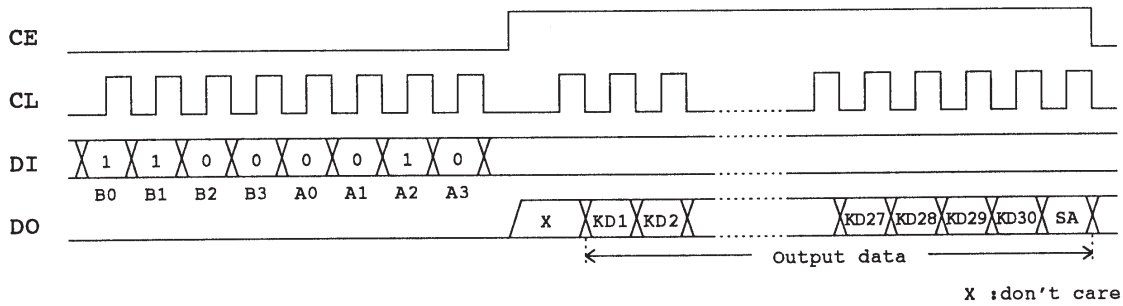 CE
CL
DI 1 1 0 0 0 0 1 0
B0 B1 B2 B3 A0 A1 A2 A3
DO X KD1 KD2 KD27 KD28 KD29 KD30 SA
Output data
X :don't care